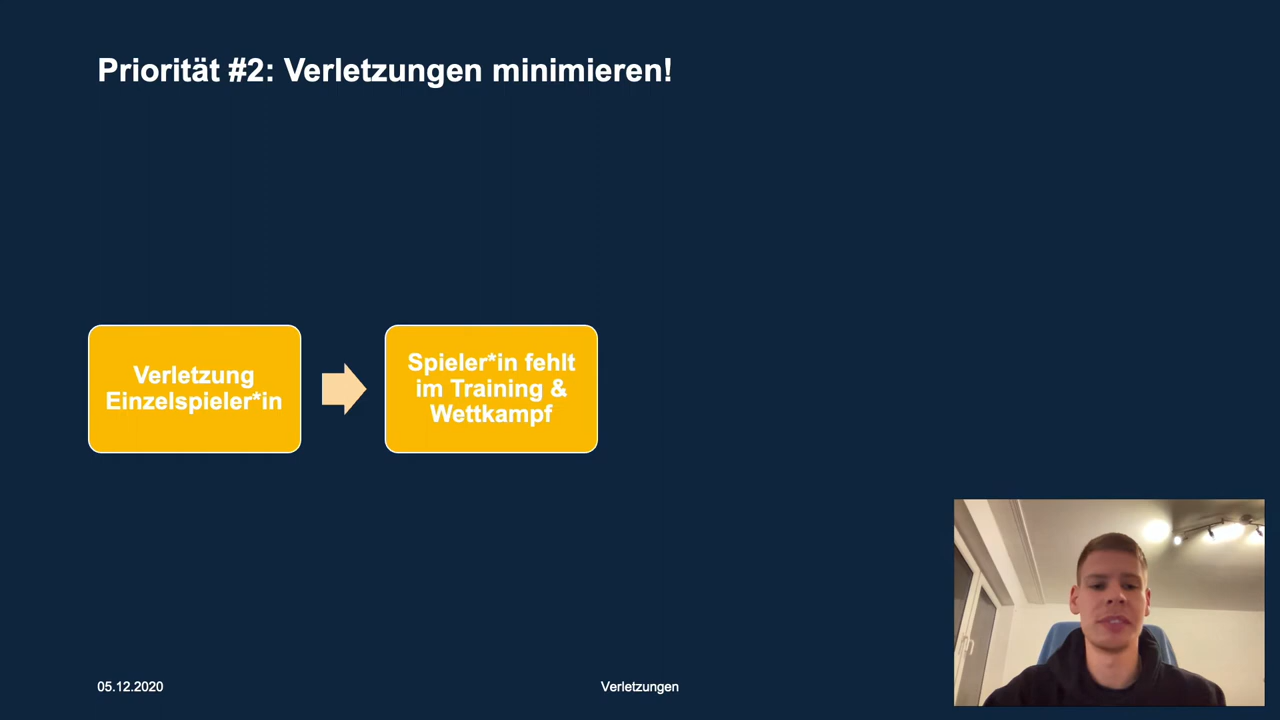 Priorität #2: Verletzungen minimieren!
Verletzung
Einzelspieler*in
Spieler*in fehlt
im Training &
Wettkampf
05.12.2020
Verletzungen